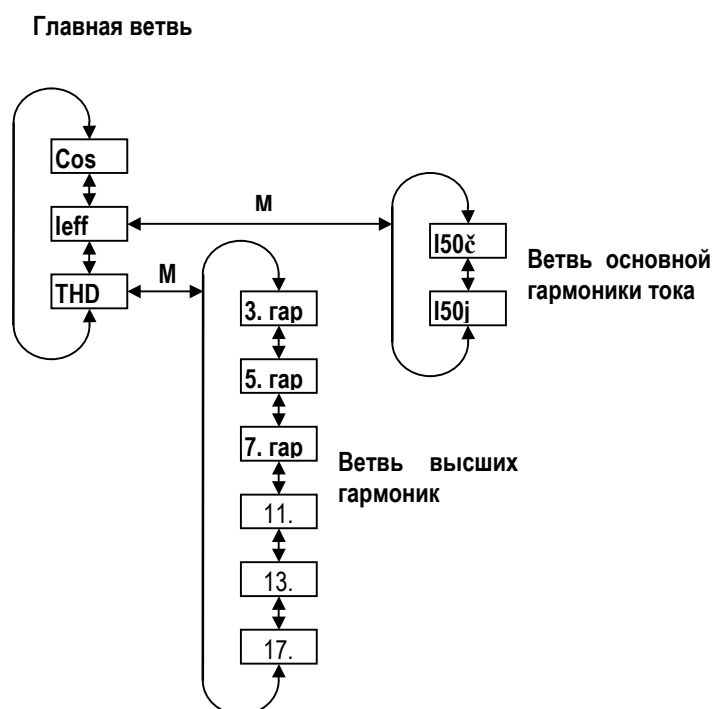 Главная ветвь
Cos
Ieff
THD
М
М
I50č
I50j
Ветвь основной
гармоники тока
3. гар
5. гар
7. гар
11.
13.
17.
Ветвь высших
гармоник